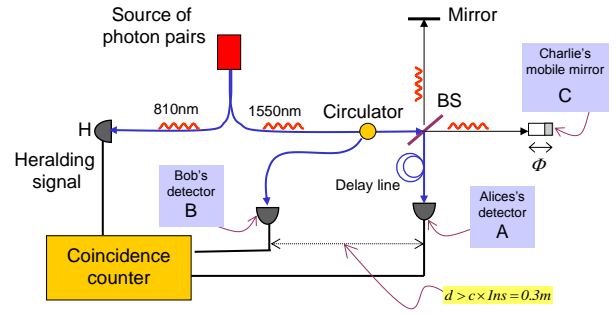 Source of
photon pairs
Mirror
Charlie's
mobile mirror
C
810nm
1550nm
Circulator
BS
H
Heralding
signal
Φ
Bob's
detector
B
Delay line
Alices's
detector
A
Coincidence
counter
d > c × 1ns = 0.3m